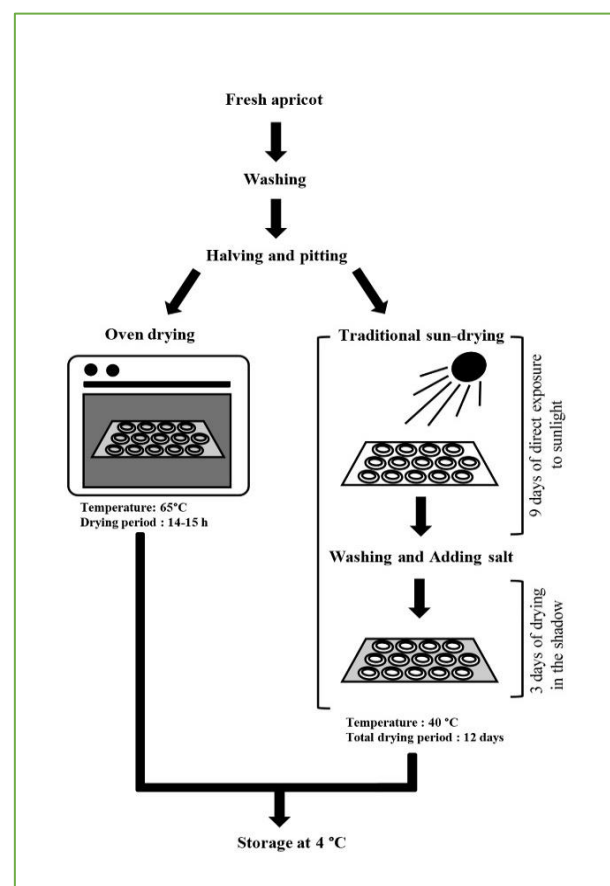 Fresh apricot
Washing
Halving and pitting
Oven drying
Temperature: 65°C
Drying period : 14-15 h
Traditional sun-drying
9 days of direct exposure
to sunlight
Washing and Adding salt
3 days of drying
in the shadow
Temperature : 40 °C
Total drying period : 12 days
Storage at 4 °C